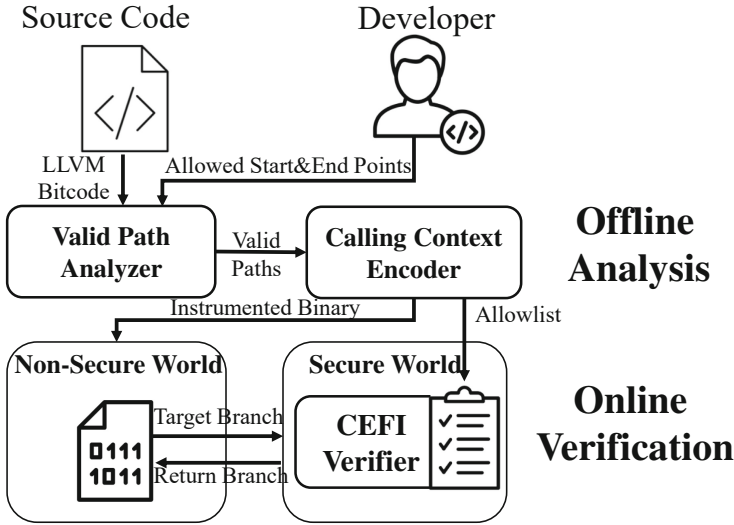 Source Code
Developer
</>
</>
LLVM
Bitcode
Allowed Start&End Points
Valid Path
Analyzer
Valid
Paths
Calling Context
Encoder
Offline
Analysis
Instrumented Binary
Allowlist
Non-Secure World
Secure World
Target Branch
0111
1011
Return Branch
CEFI
Verifier
Online
Verification